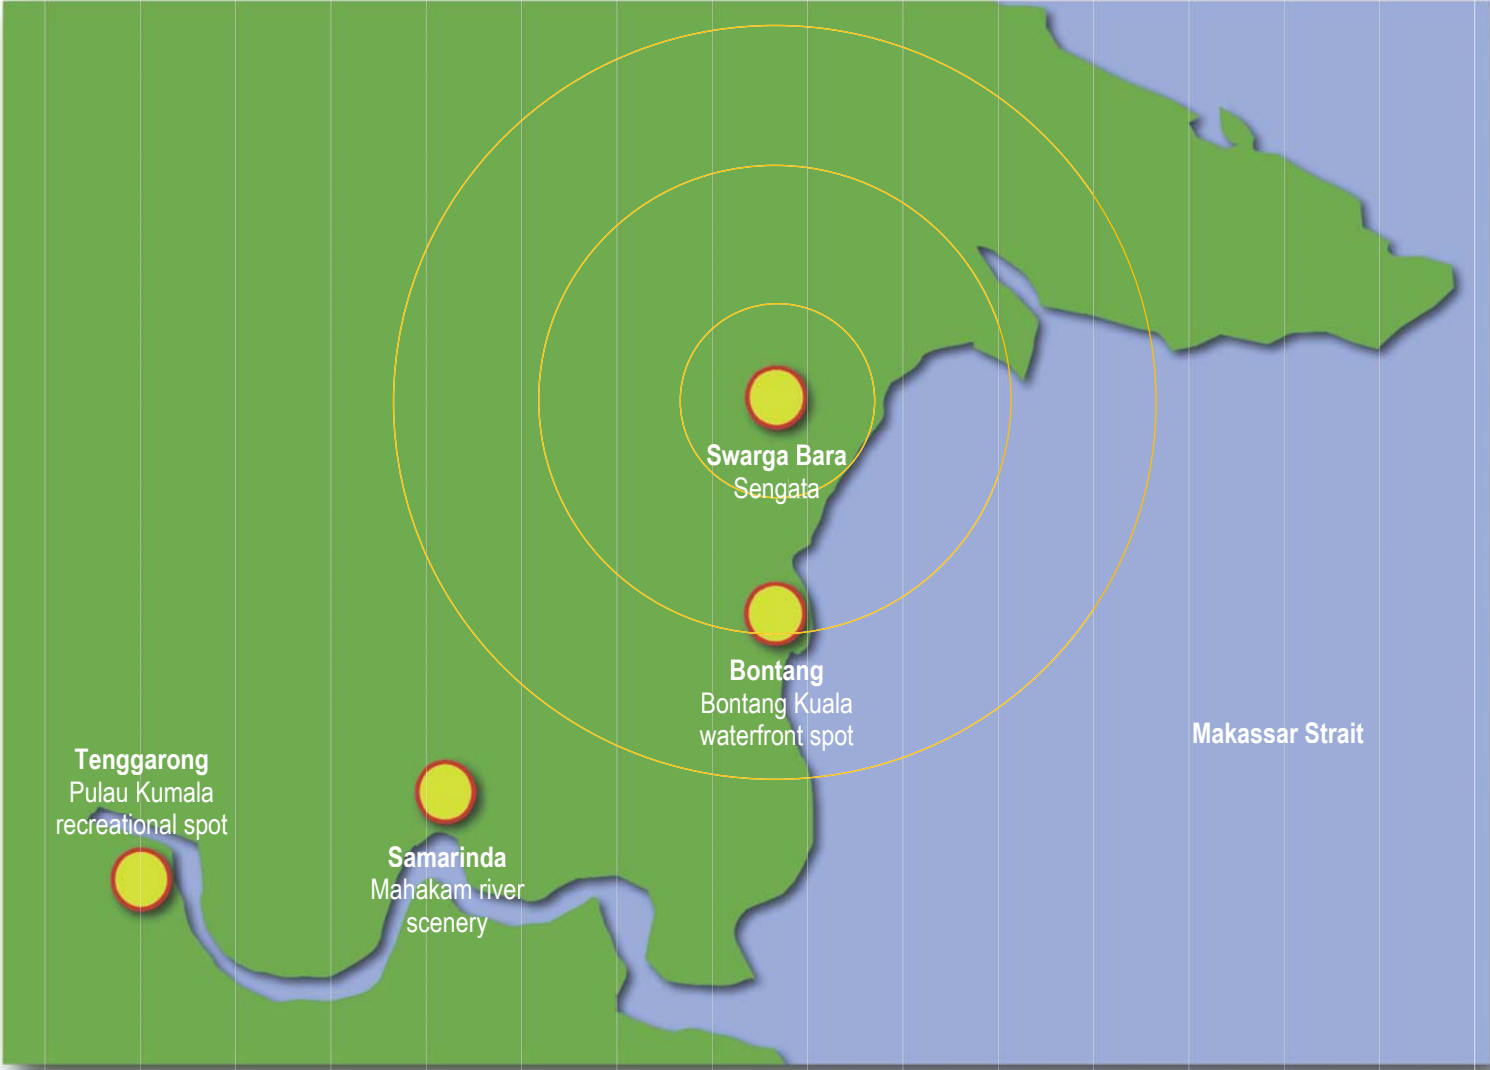 Swarga Bara
Sengata
Bontang
Bontang Kuala
waterfront spot
Makassar Strait
Tenggarong
Pulau Kumala
recreational spot
Samarinda
Mahakam river
scenery